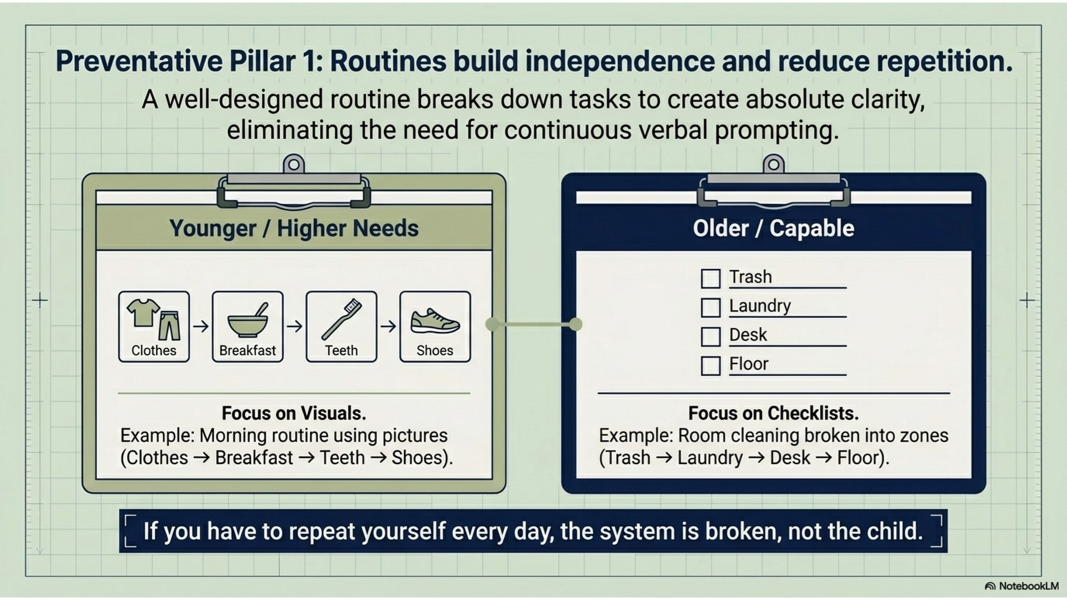 Preventative Pillar 1: Routines build independence and reduce repetition.
A well-designed routine breaks down tasks to create absolute clarity,
eliminating the need for continuous verbal prompting.
Younger / Higher Needs
Clothes → Breakfast → Teeth → Shoes
Focus on Visuals.
Example: Morning routine using pictures
(Clothes → Breakfast → Teeth → Shoes).
Older / Capable
Trash
Laundry
Desk
Floor
Focus on Checklists.
Example: Room cleaning broken into zones
(Trash → Laundry → Desk → Floor).
If you have to repeat yourself every day, the system is broken, not the child.
NotebookLM